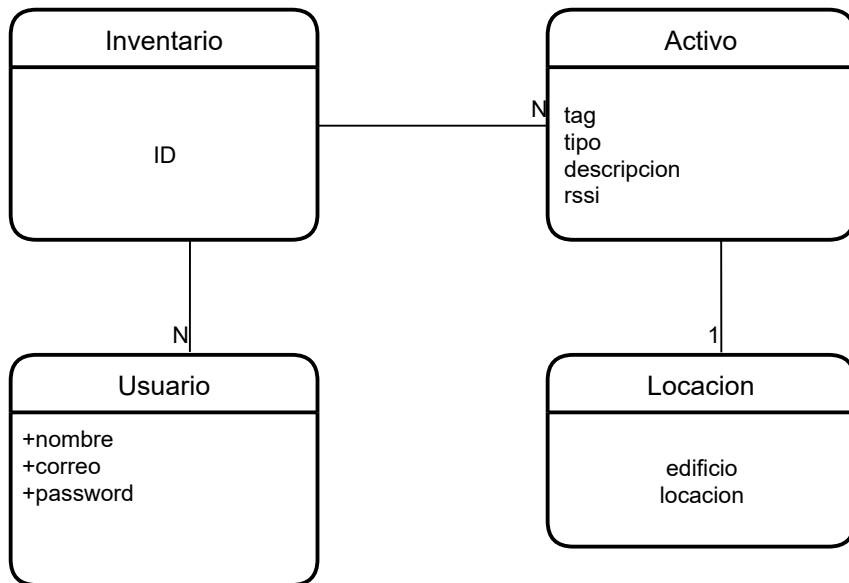 Inventario
ID
N
Activo
tag
tipo
descripcion
rssi
N
Usuario
+nombre
+correo
+password
1
Locacion
edificio
locacion